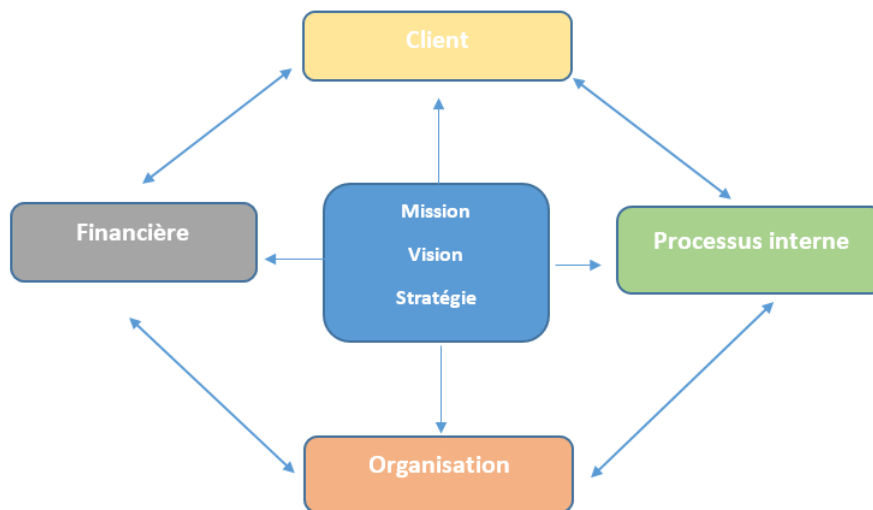 Client
Financière
Mission
Vision
Stratégie
Processus interne
Organisation